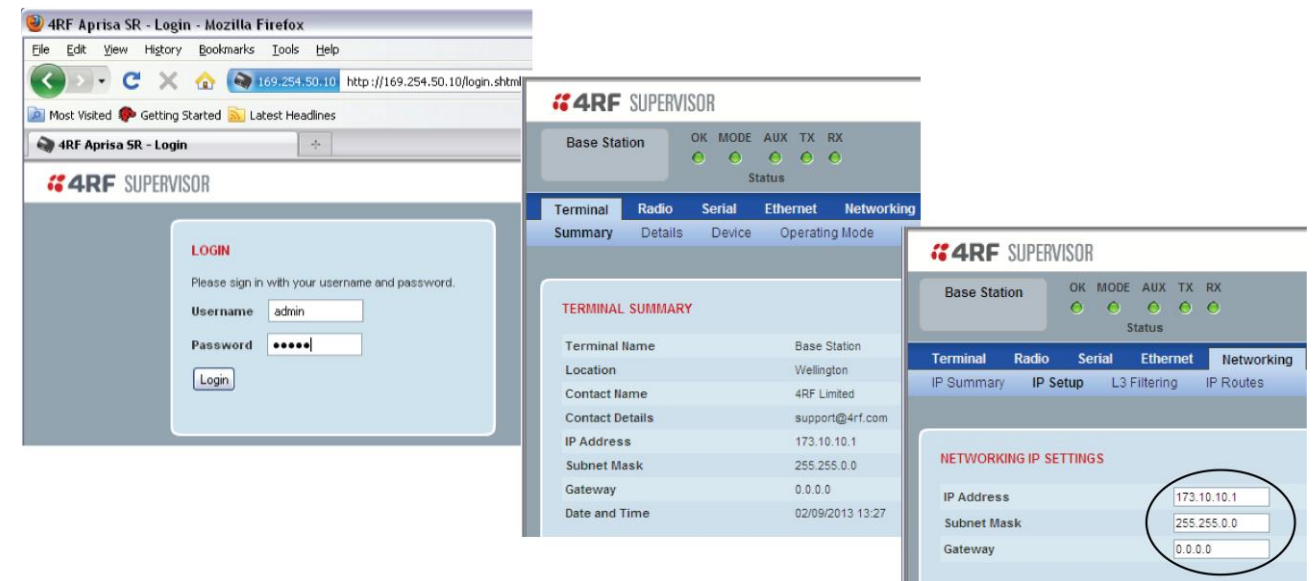 4RF Aprisa SR - Login - Mozilla Firefox
File Edit View History Bookmarks Tools Help
169.254.50.10 http://169.254.50.10/login.shtml
Most Visited Getting Started Latest Headlines
4RF Aprisa SR - Login
4RF SUPERVISOR
LOGIN
Please sign in with your username and password.
Username admin
Password •••••
Login
4RF SUPERVISOR
Base Station
OK MODE AUX TX RX
Status
Terminal Radio Serial Ethernet Networking
Summary Details Device Operating Mode
TERMINAL SUMMARY
Terminal Name Base Station
Location Wellington
Contact Name 4RF Limited
Contact Details support@4rf.com
IP Address 173.10.10.1
Subnet Mask 255.255.0.0
Gateway 0.0.0.0
Date and Time 02/09/2013 13:27
4RF SUPERVISOR
Base Station
OK MODE AUX TX RX
Status
Terminal Radio Serial Ethernet Networking
IP Summary IP Setup L3 Filtering IP Routes
NETWORKING IP SETTINGS
IP Address 173.10.10.1
Subnet Mask 255.255.0.0
Gateway 0.0.0.0